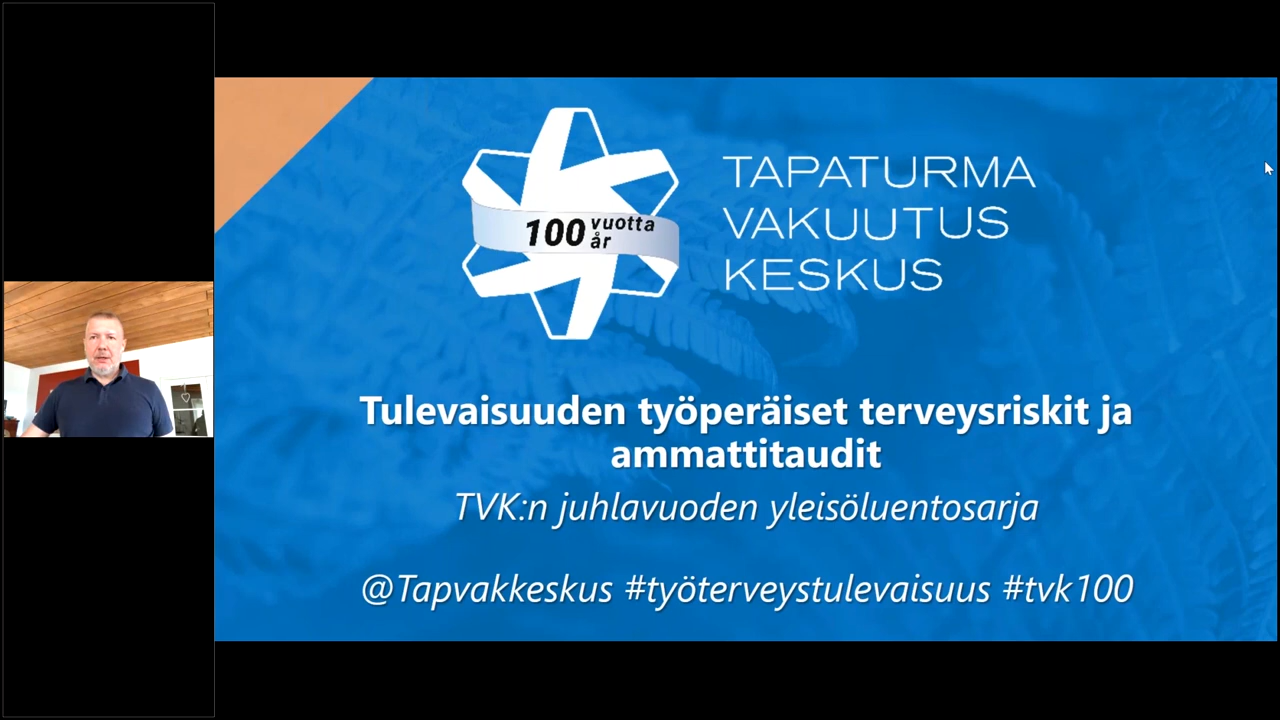 100 vuotta
år
TAPATURMA
VAKUUTUS
KESKUS
Tulevaisuuden työperäiset terveysriskit ja
ammattitaudit
TVK:n juhlavuoden yleisöluentosarja
@Tapvakkeskus #työterveystulevaisuus #tvk100